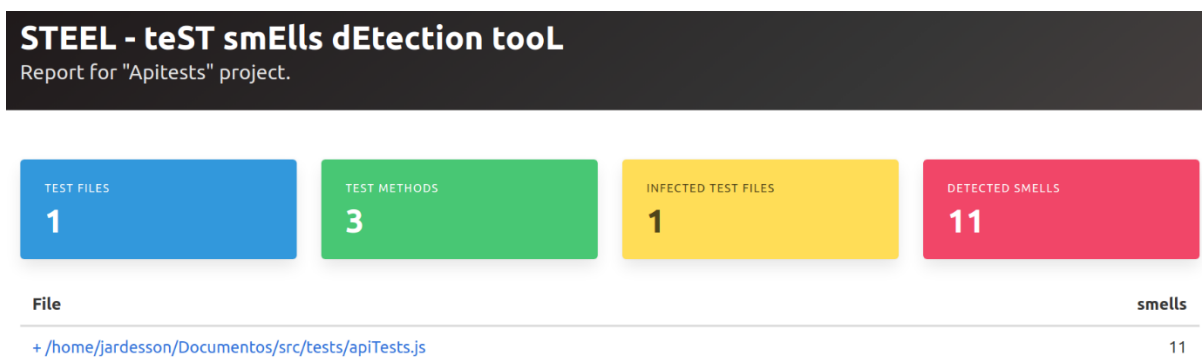 STEEL - teST smElls dEtection tooL
Report for "Apitests" project.
TEST FILES
1
TEST METHODS
3
INFECTED TEST FILES
1
DETECTED SMELLS
11
File smells
+ /home/jardesson/Documentos/src/tests/apiTests.js 11